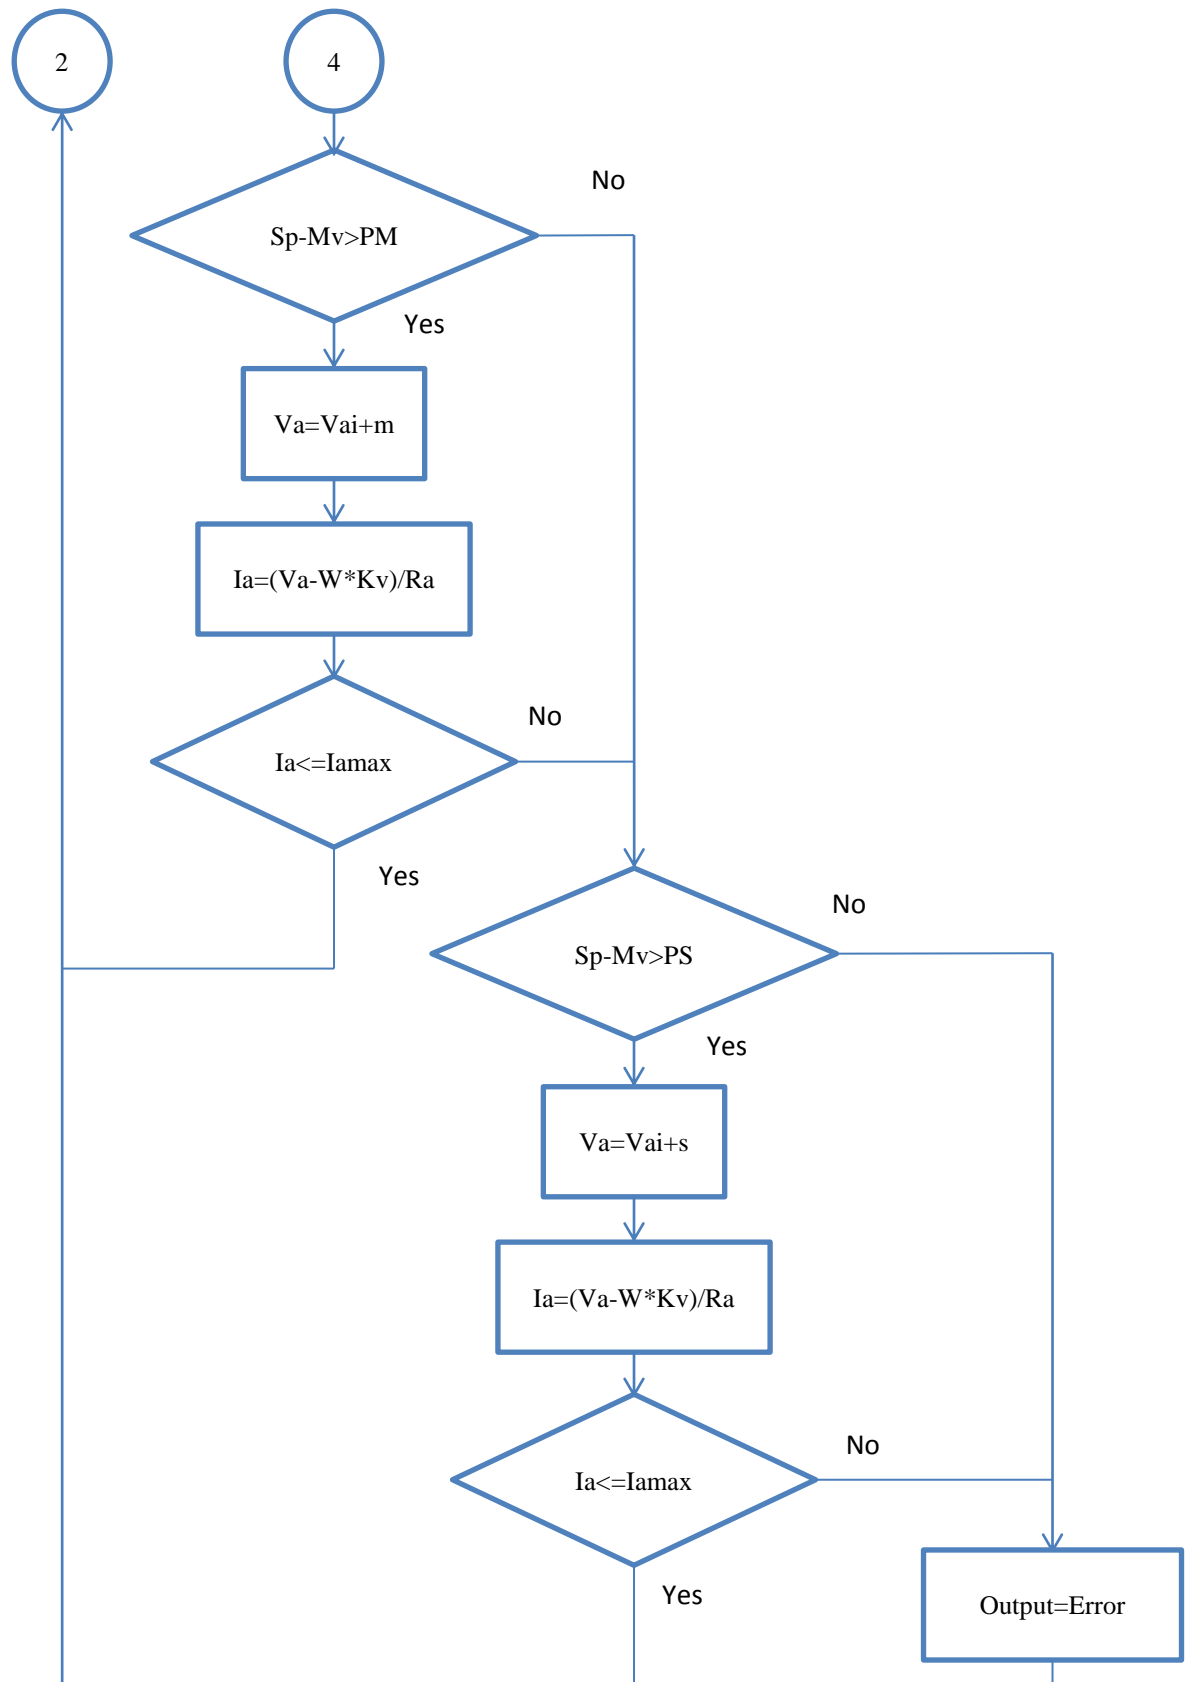 2
4
No
Sp-Mv>PM
Yes
Va=Vai+m
Ia=(Va-W*Kv)/Ra
No
Ia<=Iamax
Yes
No
Sp-Mv>PS
Yes
Va=Vai+s
Ia=(Va-W*Kv)/Ra
No
Ia<=Iamax
Yes
Output=Error